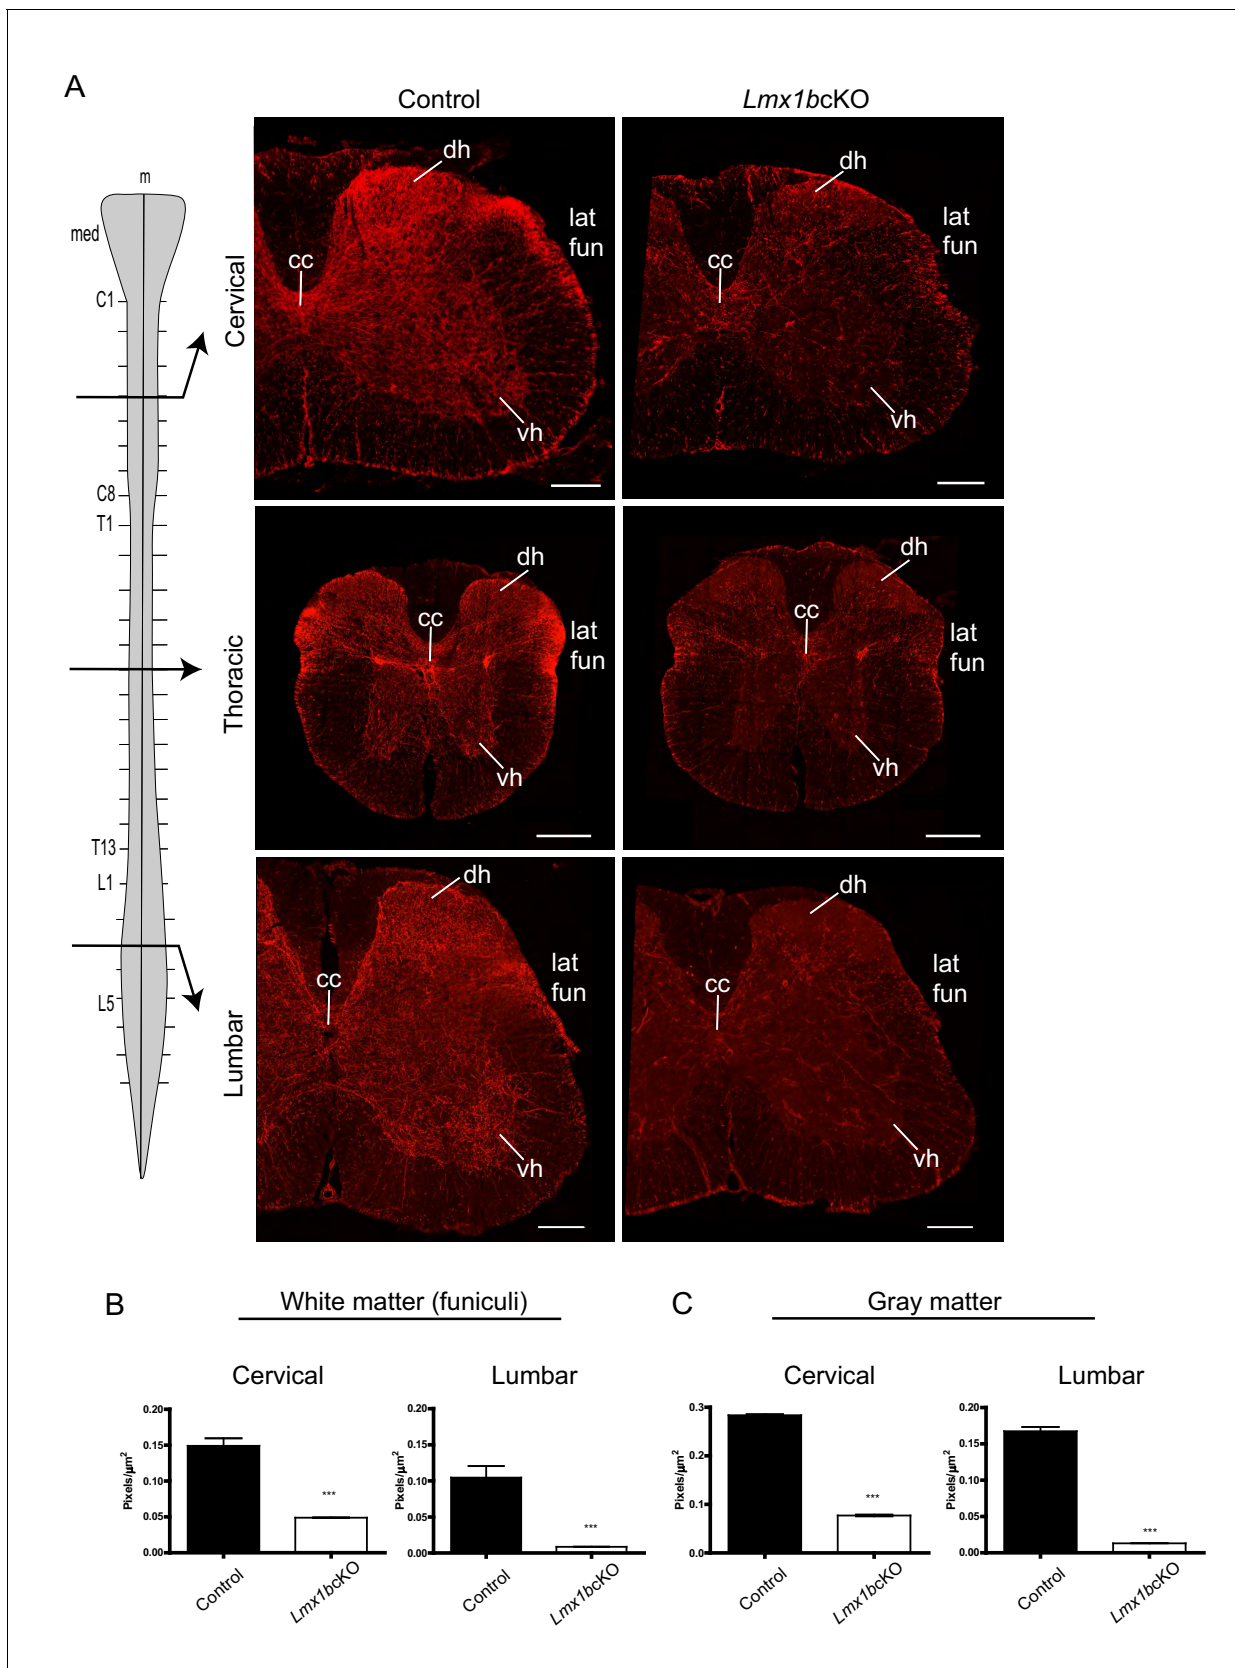 A
Control
Lmx1bcKO
m
med
C1
C8
T1
T13
L1
L5
Cervical
dh
lat
fun
cc
vh
dh
lat
fun
cc
vh
Thoracic
dh
lat
fun
cc
vh
dh
lat
fun
cc
vh
Lumbar
dh
lat
fun
cc
vh
dh
lat
fun
cc
vh
B
White matter (funiculi)
Cervical
Pixels/µm²
0.20
0.15
0.10
0.05
0.00
***
Control
Lmx1bcKO
Lumbar
Pixels/µm²
0.20
0.15
0.10
0.05
0.00
***
Control
Lmx1bcKO
C
Gray matter
Cervical
Pixels/µm²
0.3
0.2
0.1
0.0
***
Control
Lmx1bcKO
Lumbar
Pixels/µm²
0.20
0.15
0.10
0.05
0.00
***
Control
Lmx1bcKO